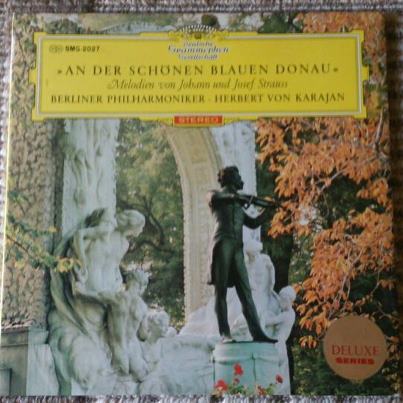 Deutsche
Grammophon
Gesellschaft
SMG-2027
»AN DER SCHÖNEN BLAUEN DONAU«
Melodien von Johann und Josef Strauss
BERLINER PHILHARMONIKER · HERBERT VON KARAJAN
STEREO
DELUXE
SERIES